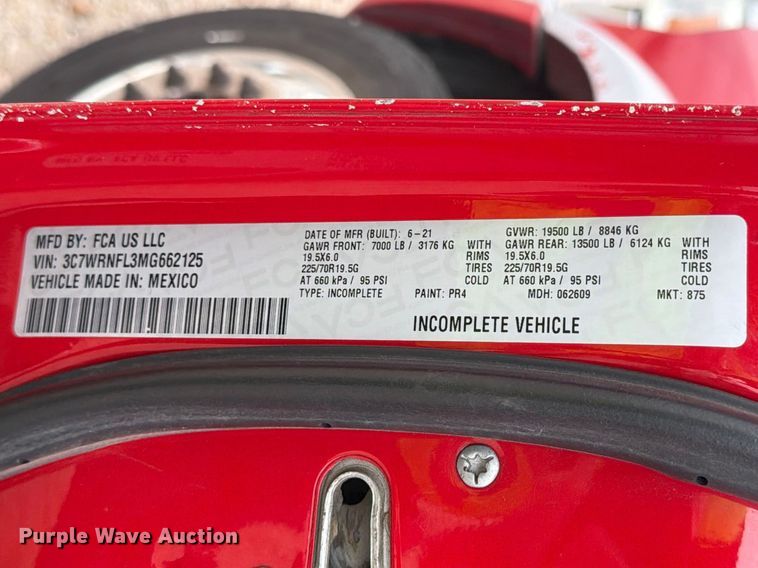 MFD BY: FCA US LLC
VIN: 3C7WRNFL3MG662125
VEHICLE MADE IN: MEXICO
DATE OF MFR (BUILT): 6-21
GAWR FRONT: 7000 LB / 3176 KG WITH
19.5X6.0 RIMS
225/70R19.5G TIRES
AT 660 kPa / 95 PSI COLD
TYPE: INCOMPLETE PAINT: PR4
GVWR: 19500 LB / 8846 KG
GAWR REAR: 13500 LB / 6124 KG WITH
19.5X6.0 RIMS
225/70R19.5G TIRES
AT 660 kPa / 95 PSI COLD
MDH: 062609 MKT: 875
INCOMPLETE VEHICLE
Purple Wave Auction